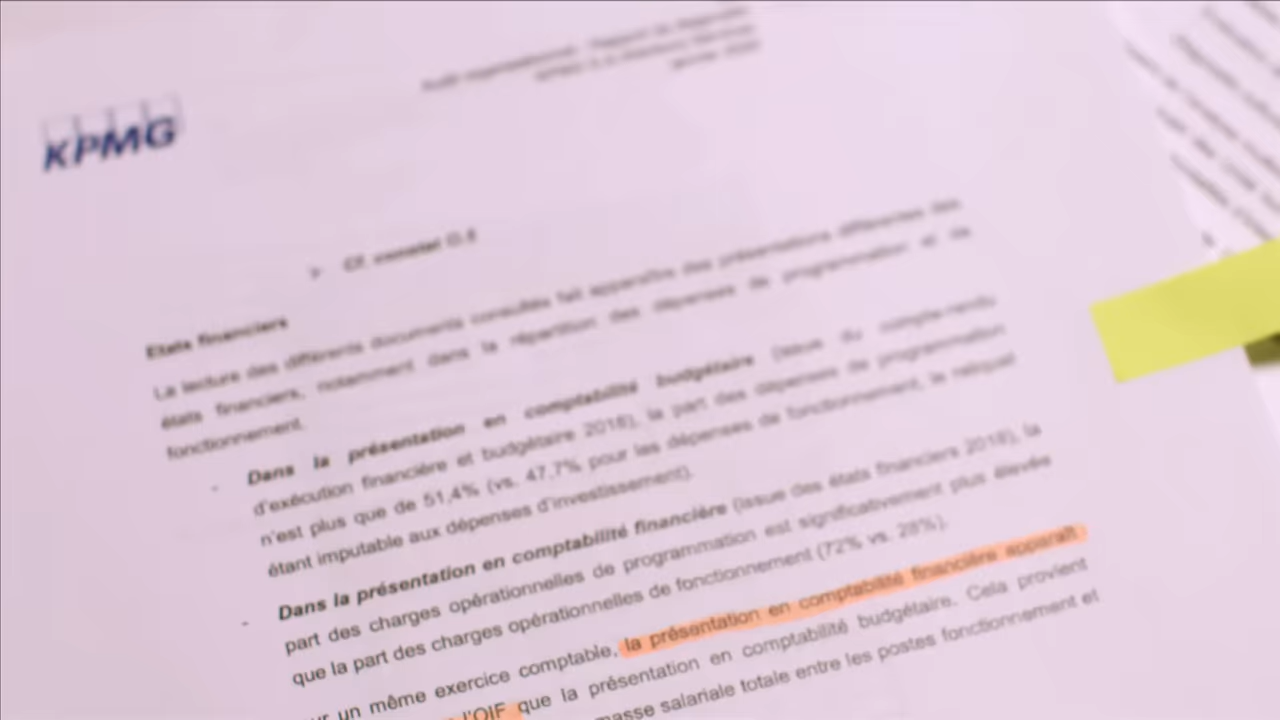 KPMG
Cf. constat O.6
Etats financiers
La lecture des différents documents consultés fait apparaître des présentations différentes des
états financiers, notamment dans la répartition des dépenses de programmation et de
fonctionnement.
- Dans la présentation en comptabilité budgétaire (issue du compte-rendu
d'exécution financière et budgétaire 2018), la part des dépenses de programmation
n'est plus que de 51,4% (vs. 47,7% pour les dépenses de fonctionnement, le reliquat
étant imputable aux dépenses d'investissement).
- Dans la présentation en comptabilité financière (issue des états financiers 2018), la
part des charges opérationnelles de programmation est significativement plus élevée
que la part des charges opérationnelles de fonctionnement (72% vs. 28%).
un même exercice comptable, la présentation en comptabilité financière apparaît
l'OIF que la présentation en comptabilité budgétaire. Cela provient
masse salariale totale entre les postes fonctionnement et